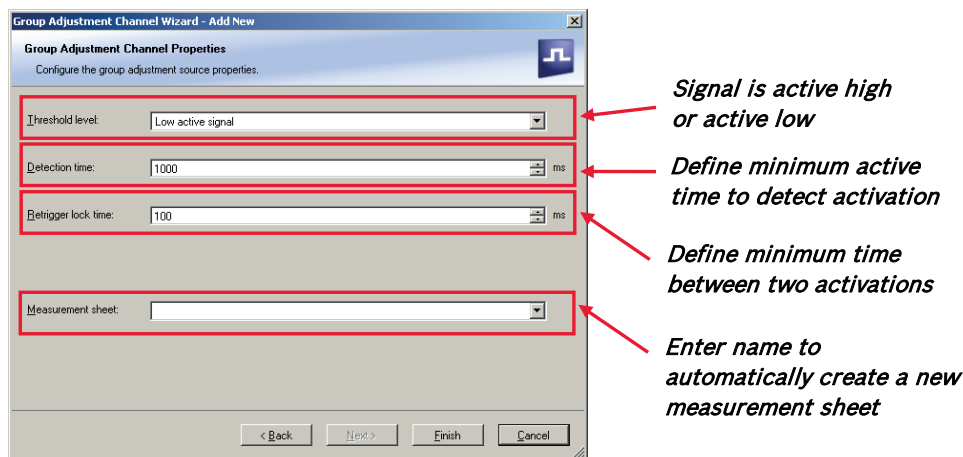 Group Adjustment Channel Wizard - Add New
Group Adjustment Channel Properties
Configure the group adjustment source properties.
Threshold level:
Low active signal
Signal is active high
or active low
Detection time:
1000
ms
Define minimum active
time to detect activation
Retrigger lock time:
100
ms
Define minimum time
between two activations
Measurement sheet:
Enter name to
automatically create a new
measurement sheet
< Back
Next >
Finish
Cancel